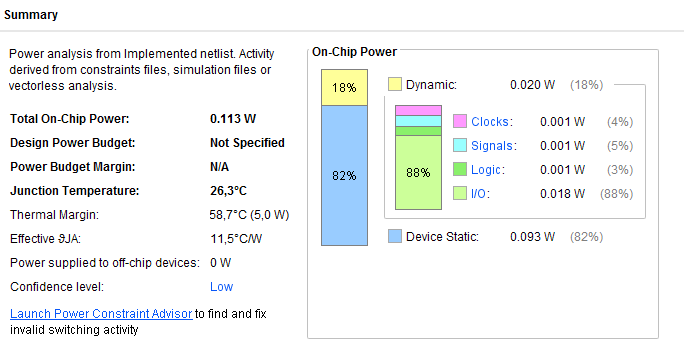 Summary
Power analysis from Implemented netlist. Activity
derived from constraints files, simulation files or
vectorless analysis.
Total On-Chip Power: 0.113 W
Design Power Budget: Not Specified
Power Budget Margin: N/A
Junction Temperature: 26,3°C
Thermal Margin: 58,7°C (5,0 W)
Effective ϑJA: 11,5°C/W
Power supplied to off-chip devices: 0 W
Confidence level: Low
Launch Power Constraint Advisor to find and fix
invalid switching activity
On-Chip Power
18%
82%
Dynamic: 0.020 W (18%)
88%
Clocks: 0.001 W (4%)
Signals: 0.001 W (5%)
Logic: 0.001 W (3%)
I/O: 0.018 W (88%)
Device Static: 0.093 W (82%)